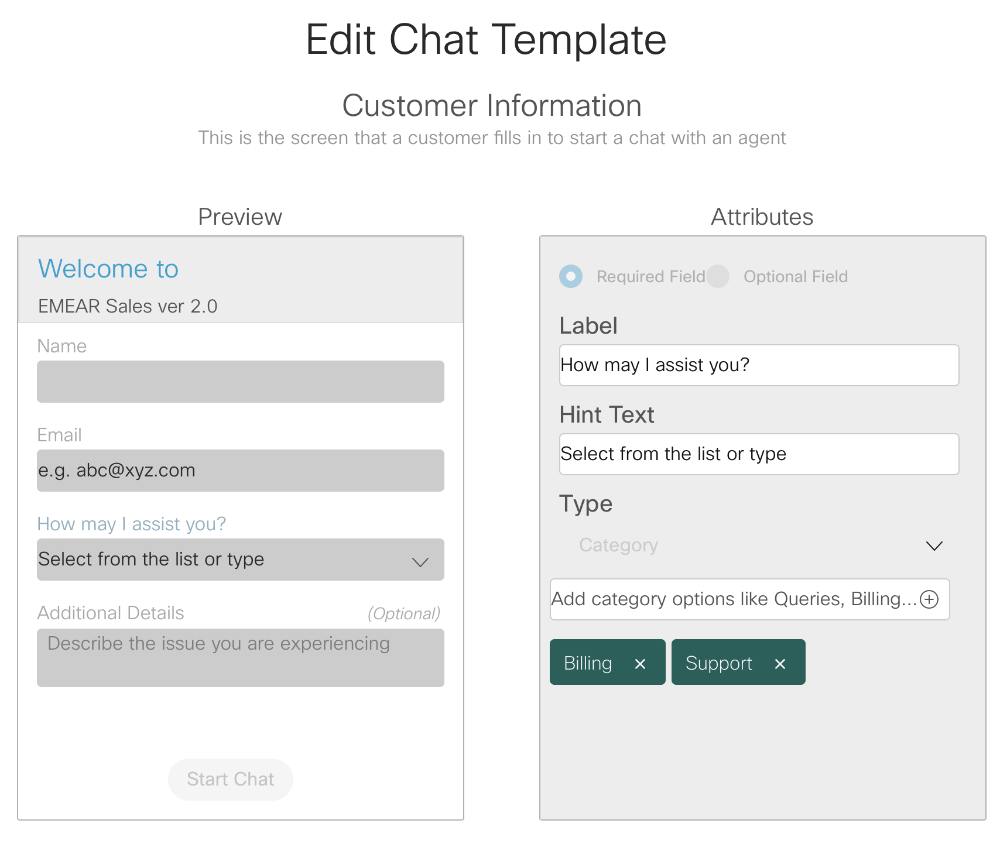 Edit Chat Template
Customer Information
This is the screen that a customer fills in to start a chat with an agent
Preview
Welcome to
EMEAR Sales ver 2.0
Name
Email
e.g. abc@xyz.com
How may I assist you?
Select from the list or type
Additional Details (Optional)
Describe the issue you are experiencing
Start Chat
Attributes
Required Field Optional Field
Label
How may I assist you?
Hint Text
Select from the list or type
Type
Category
Add category options like Queries, Billing...
Billing × Support ×